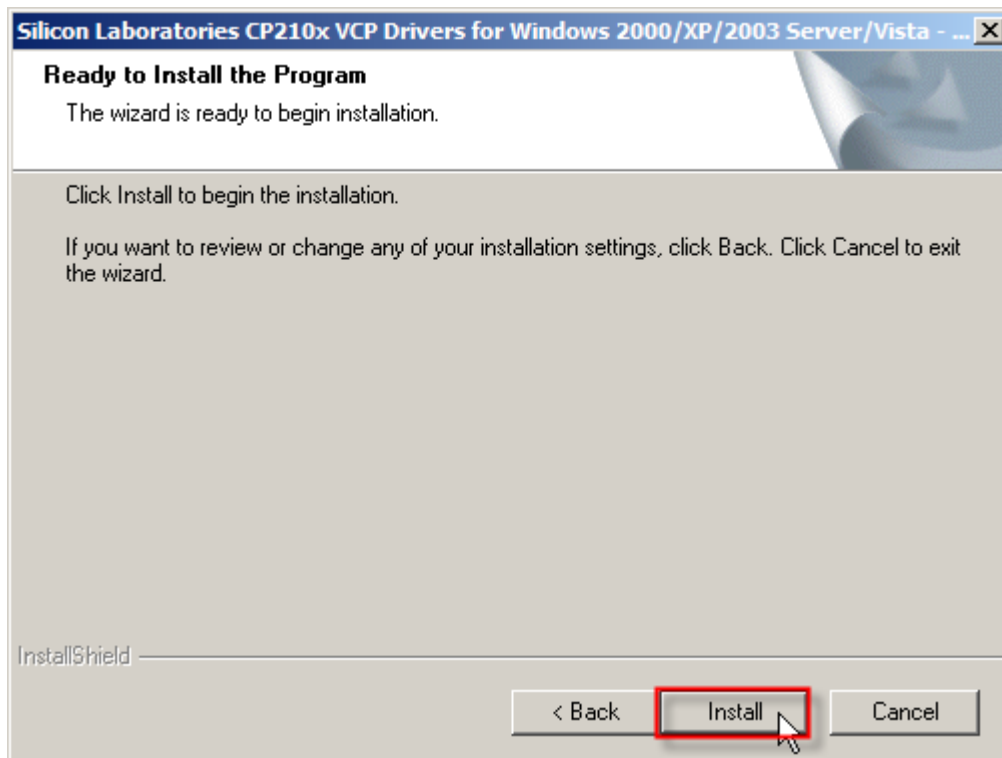 Silicon Laboratories CP210x VCP Drivers for Windows 2000/XP/2003 Server/Vista - ...
Ready to Install the Program
The wizard is ready to begin installation.
Click Install to begin the installation.
If you want to review or change any of your installation settings, click Back. Click Cancel to exit
the wizard.
InstallShield
< Back Install Cancel